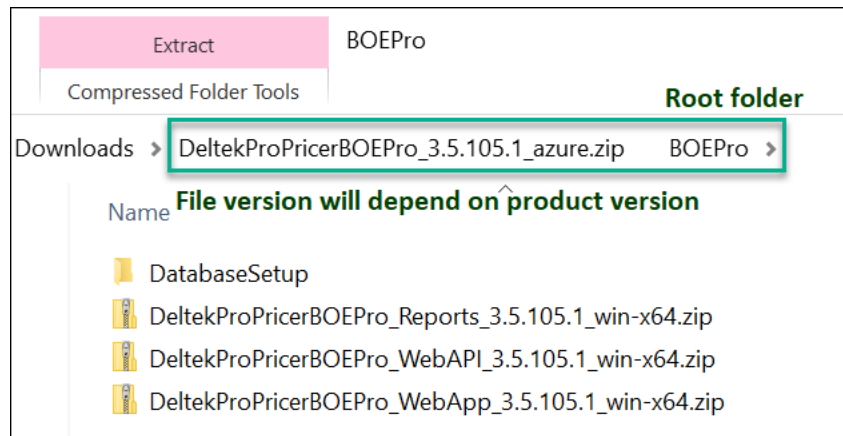 Extract
BOEPro
Compressed Folder Tools
Root folder
Downloads > DeltekProPricerBOEPro_3.5.105.1_azure.zip BOEPro >
Name
File version will depend on product version
DatabaseSetup
DeltekProPricerBOEPro_Reports_3.5.105.1_win-x64.zip
DeltekProPricerBOEPro_WebAPI_3.5.105.1_win-x64.zip
DeltekProPricerBOEPro_WebApp_3.5.105.1_win-x64.zip